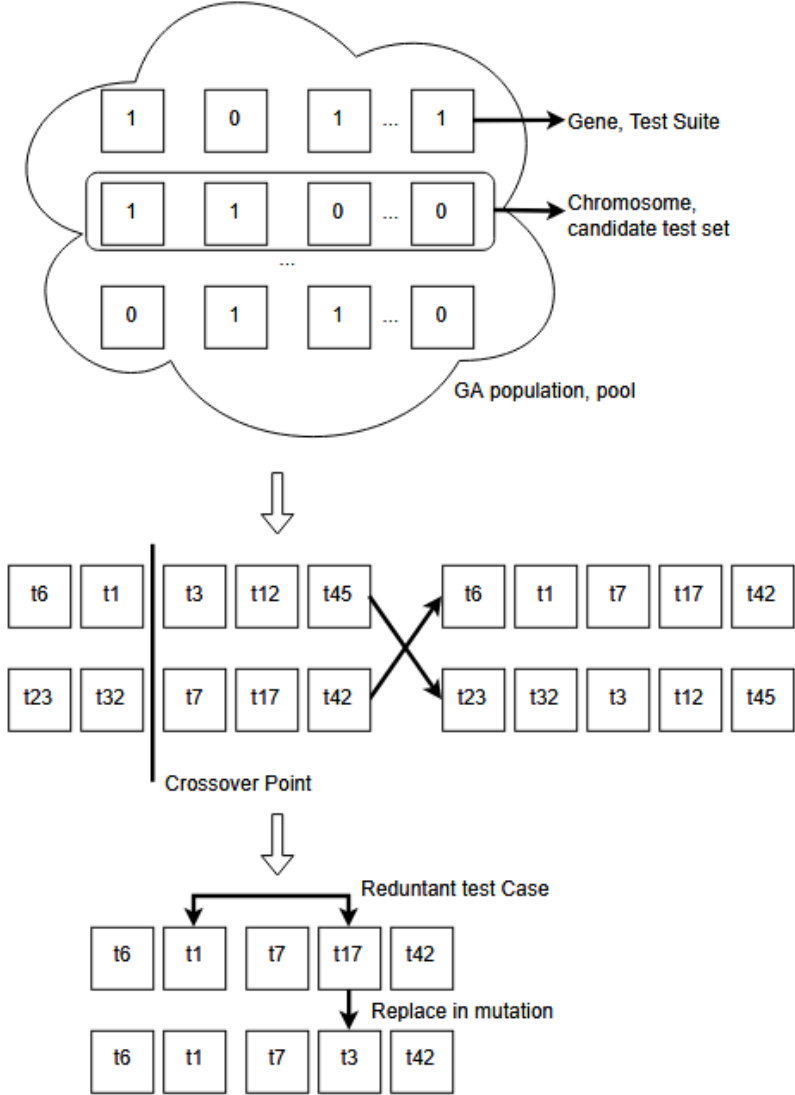 1 0 1 ... 1
Gene, Test Suite
1 1 0 ... 0
Chromosome,
candidate test set
...
0 1 1 ... 0
GA population, pool
t6 t1 t3 t12 t45 t6 t1 t7 t17 t42
t23 t32 t7 t17 t42 t23 t32 t3 t12 t45
Crossover Point
Reduntant test Case
t6 t1 t7 t17 t42
Replace in mutation
t6 t1 t7 t3 t42